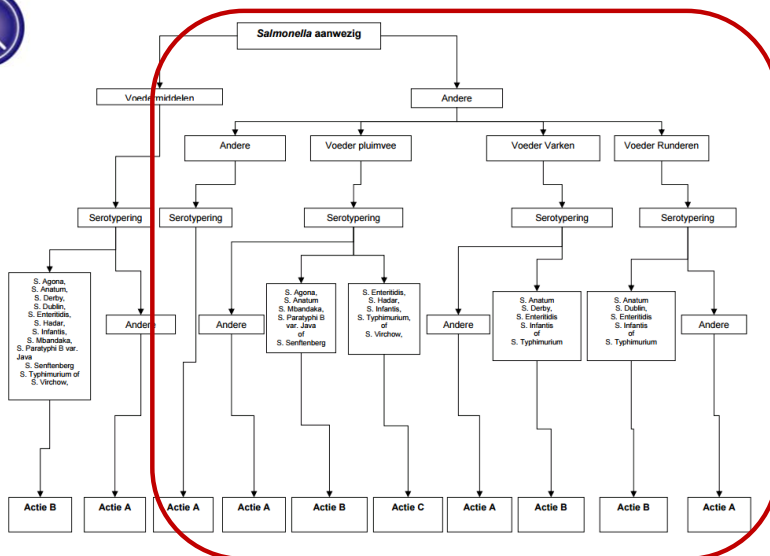 Salmonella aanwezig
Voedermiddelen
Andere
Andere
Voeder pluimvee
Voeder Varken
Voeder Runderen
Serotypering
Serotypering
Serotypering
Serotypering
Serotypering
S. Agona,
S. Anatum,
S. Derby,
S. Dublin,
S. Enteritidis,
S. Hadar,
S. Infantis,
S. Mbandaka,
S. Paratyphi B var.
Java
S. Senftenberg
S. Typhimurium of
S. Virchow,
Andere
Andere
S. Agona,
S. Anatum
S. Mbandaka,
S. Paratyphi B
var. Java
of
S. Senftenberg
S. Enteritidis,
S. Hadar,
S. Infantis,
S. Typhimurium,
of
S. Virchow,
Andere
S. Anatum
S. Derby,
S. Enteritidis
S. Infantis
of
S. Typhimurium
S. Anatum
S. Dublin,
S. Enteritidis
S. Infantis
of
S. Typhimurium
Andere
Actie B
Actie A
Actie A
Actie A
Actie B
Actie C
Actie A
Actie B
Actie B
Actie A